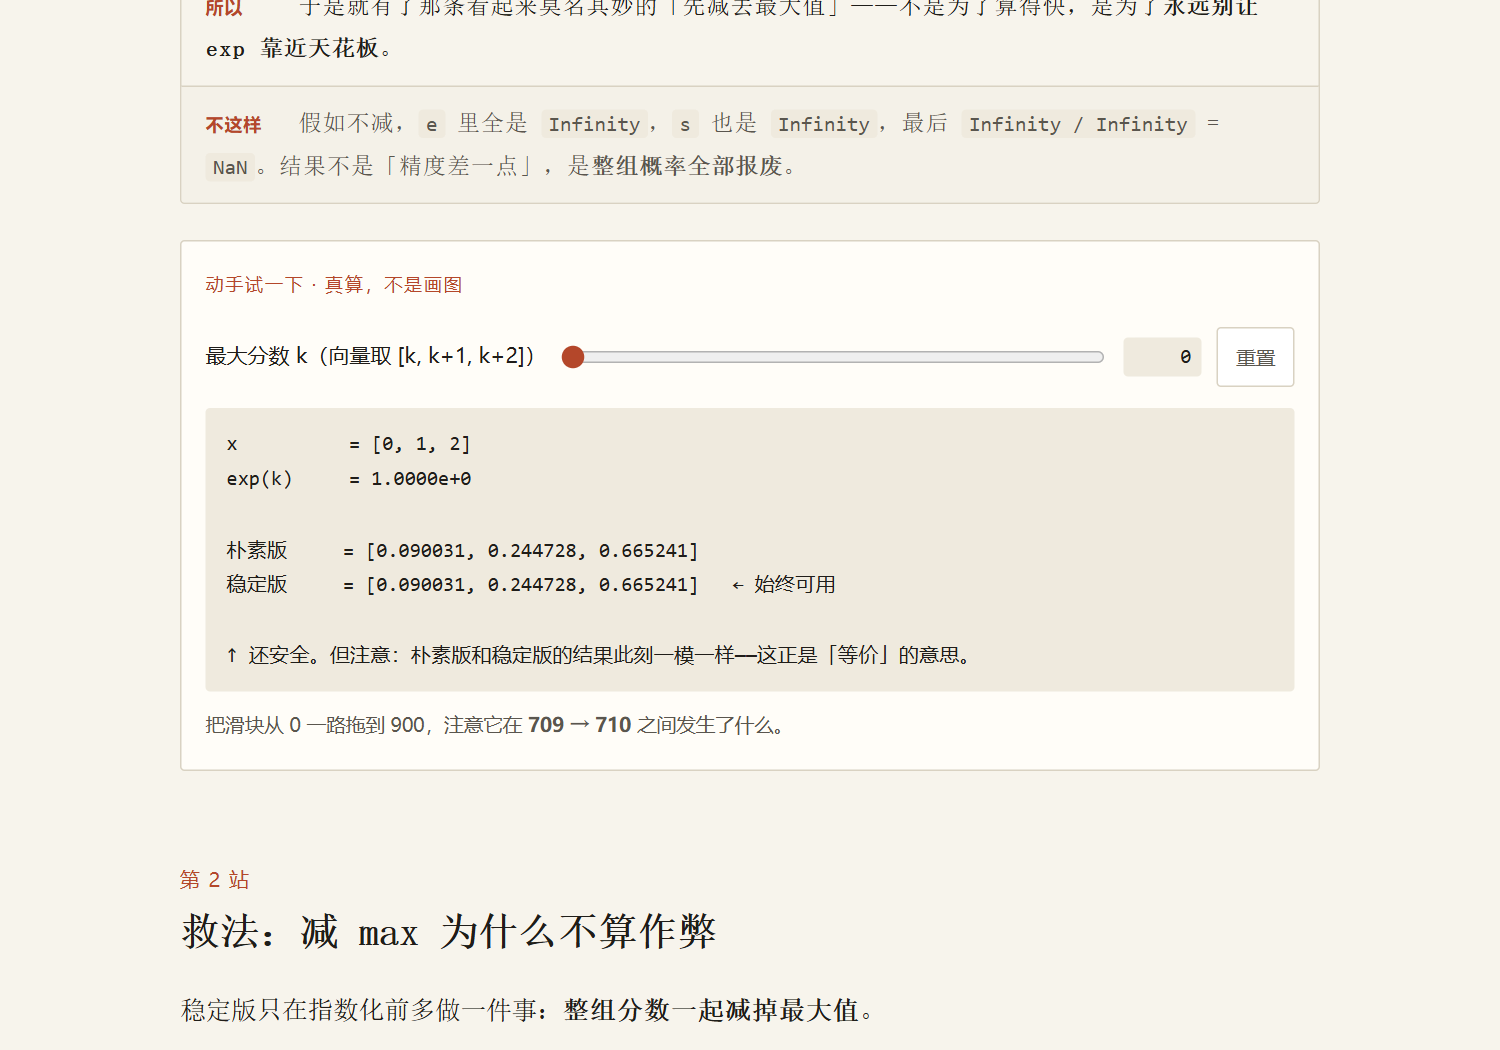 所以 于是就有了那条看起来莫名其妙的「先减去最大值」——不是为了算得快，是为了永远别让
exp 靠近天花板。
不这样 假如不减，e 里全是 Infinity，s 也是 Infinity，最后 Infinity / Infinity =
NaN。结果不是「精度差一点」，是整组概率全部报废。
动手试一下 · 真算，不是画图
最大分数 k（向量取 [k, k+1, k+2]） 0 重置
x = [0, 1, 2]
exp(k) = 1.0000e+0
朴素版 = [0.090031, 0.244728, 0.665241]
稳定版 = [0.090031, 0.244728, 0.665241] ← 始终可用
↑ 还安全。但注意：朴素版和稳定版的结果此刻一模一样——这正是「等价」的意思。
把滑块从 0 一路拖到 900，注意它在 709 → 710 之间发生了什么。
第 2 站
救法：减 max 为什么不算作弊
稳定版只在指数化前多做一件事：整组分数一起减掉最大值。